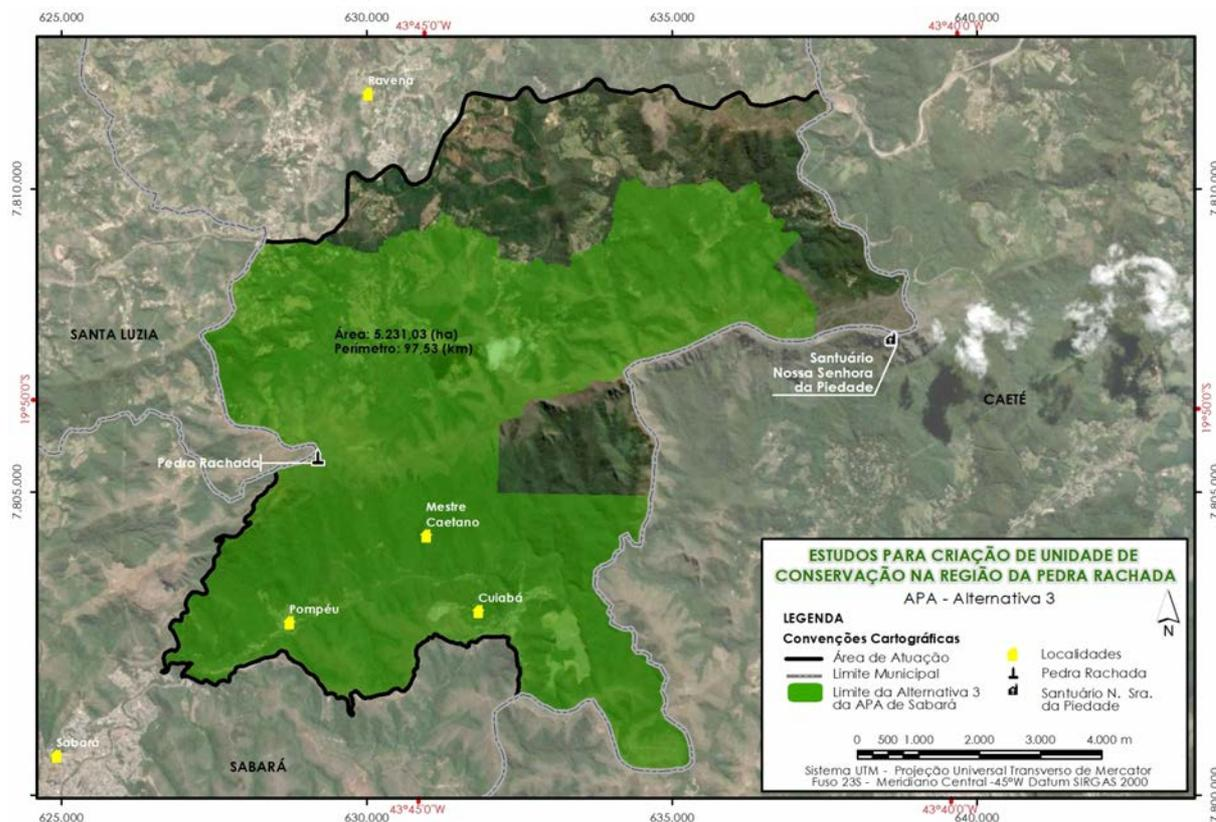 625.000
630.000
43°45'0"W
635.000
43°40'0"W
640.000
Ravena
7.810.000
7.810.000
SANTA LUZIA
Área: 5.231,03 (ha)
Perímetro: 97,53 (km)
Santuário
Nossa Senhora
da Piedade
19°50'0"S
CAETÉ
19°50'0"S
Pedra Rachada
7.805.000
7.805.000
Mestre
Caetano
Cuiabá
Pompéu
Sabará
SABARÁ
ESTUDOS PARA CRIAÇÃO DE UNIDADE DE
CONSERVAÇÃO NA REGIÃO DA PEDRA RACHADA
APA - Alternativa 3
LEGENDA
Convenções Cartográficas
Área de Atuação
Limite Municipal
Limite da Alternativa 3
da APA de Sabará
Localidades
Pedra Rachada
Santuário N. Sra.
da Piedade
N
0 500 1.000 2.000 3.000 4.000 m
Sistema UTM - Projeção Universal Transverso de Mercator
Fuso 23S - Meridiano Central -45ºW Datum SIRGAS 2000
7.800.000
625.000
43°45'0"W
630.000
635.000
43°40'0"W
640.000